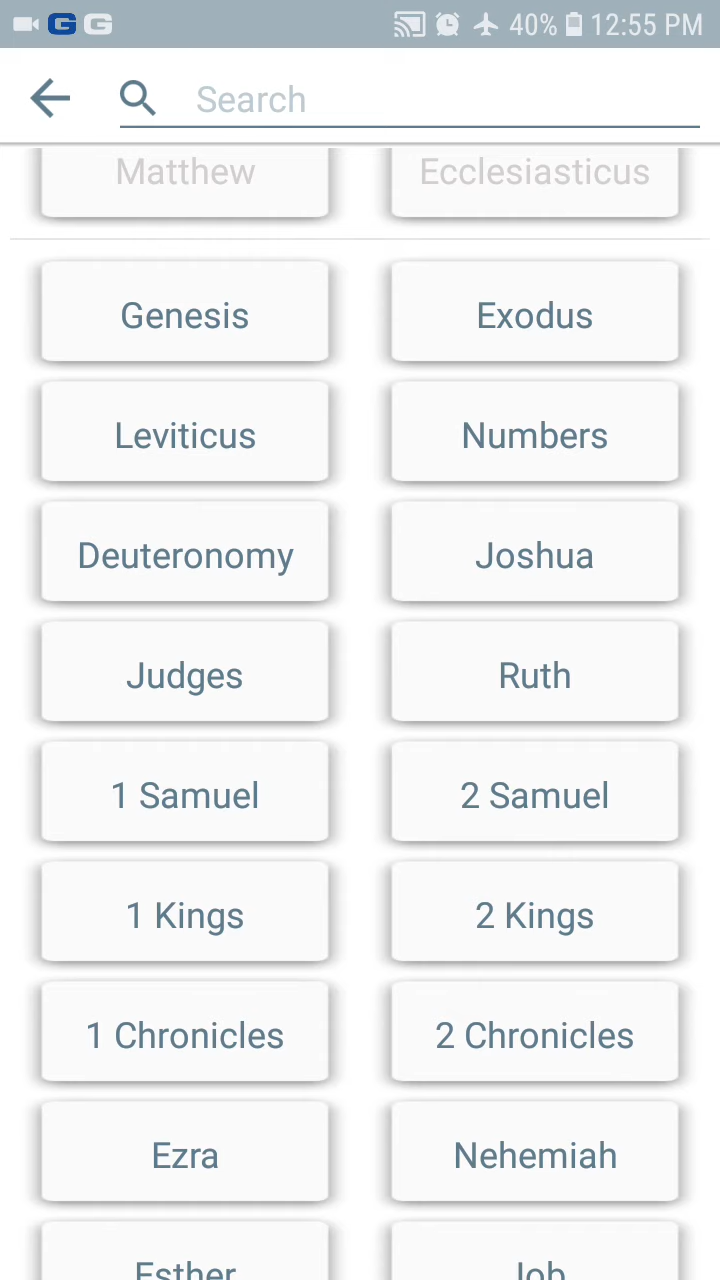 40% 12:55 PM
Search
Matthew Ecclesiasticus
Genesis Exodus
Leviticus Numbers
Deuteronomy Joshua
Judges Ruth
1 Samuel 2 Samuel
1 Kings 2 Kings
1 Chronicles 2 Chronicles
Ezra Nehemiah
Esther Job